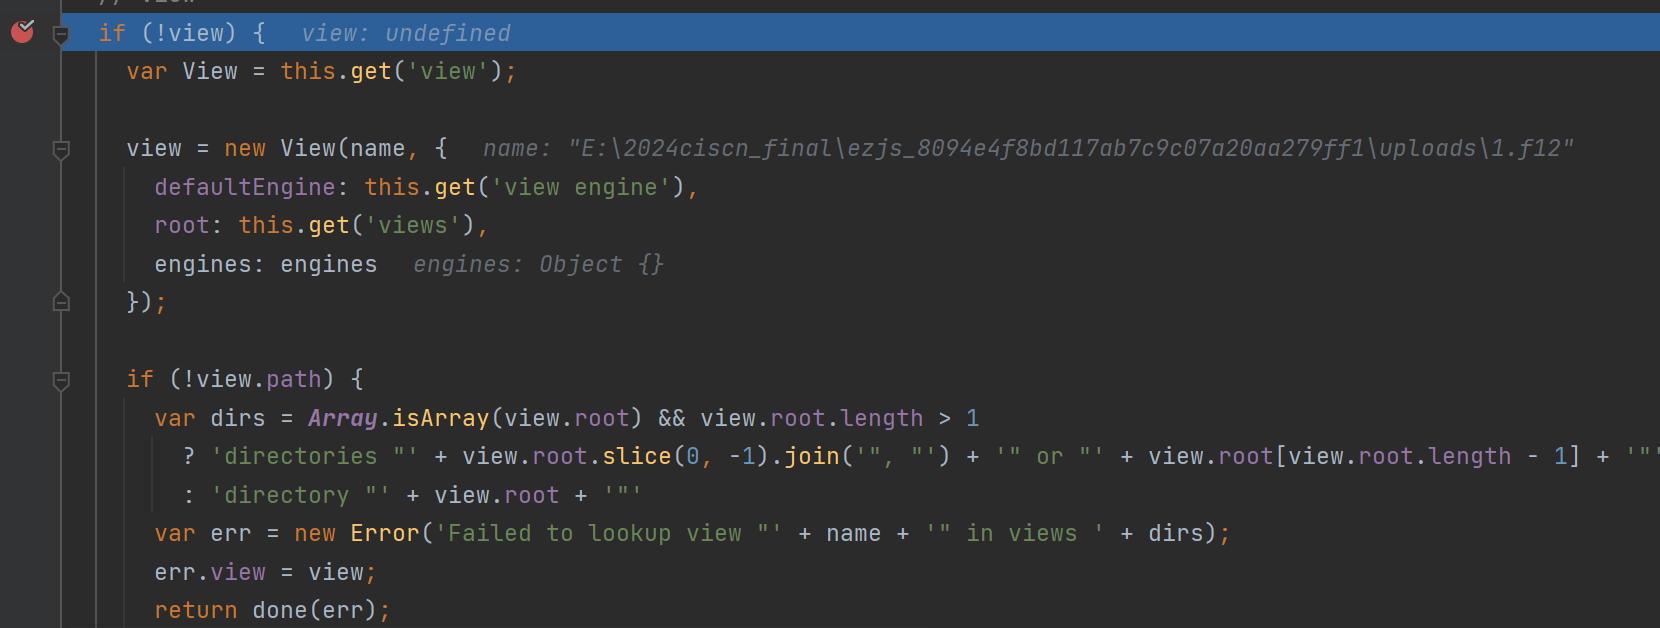 if (!view) {   view: undefined
var View = this.get('view');
view = new View(name, {   name: "E:\2024ciscn_final\ezjs_8094e4f8bd117ab7c9c07a20aa279ff1\uploads\1.f12"
defaultEngine: this.get('view engine'),
root: this.get('views'),
engines: engines   engines: Object {}
});
if (!view.path) {
var dirs = Array.isArray(view.root) && view.root.length > 1
? 'directories "' + view.root.slice(0, -1).join('", "') + '" or "' + view.root[view.root.length - 1] + '"'
: 'directory "' + view.root + '"'
var err = new Error('Failed to lookup view "' + name + '" in views ' + dirs);
err.view = view;
return done(err);